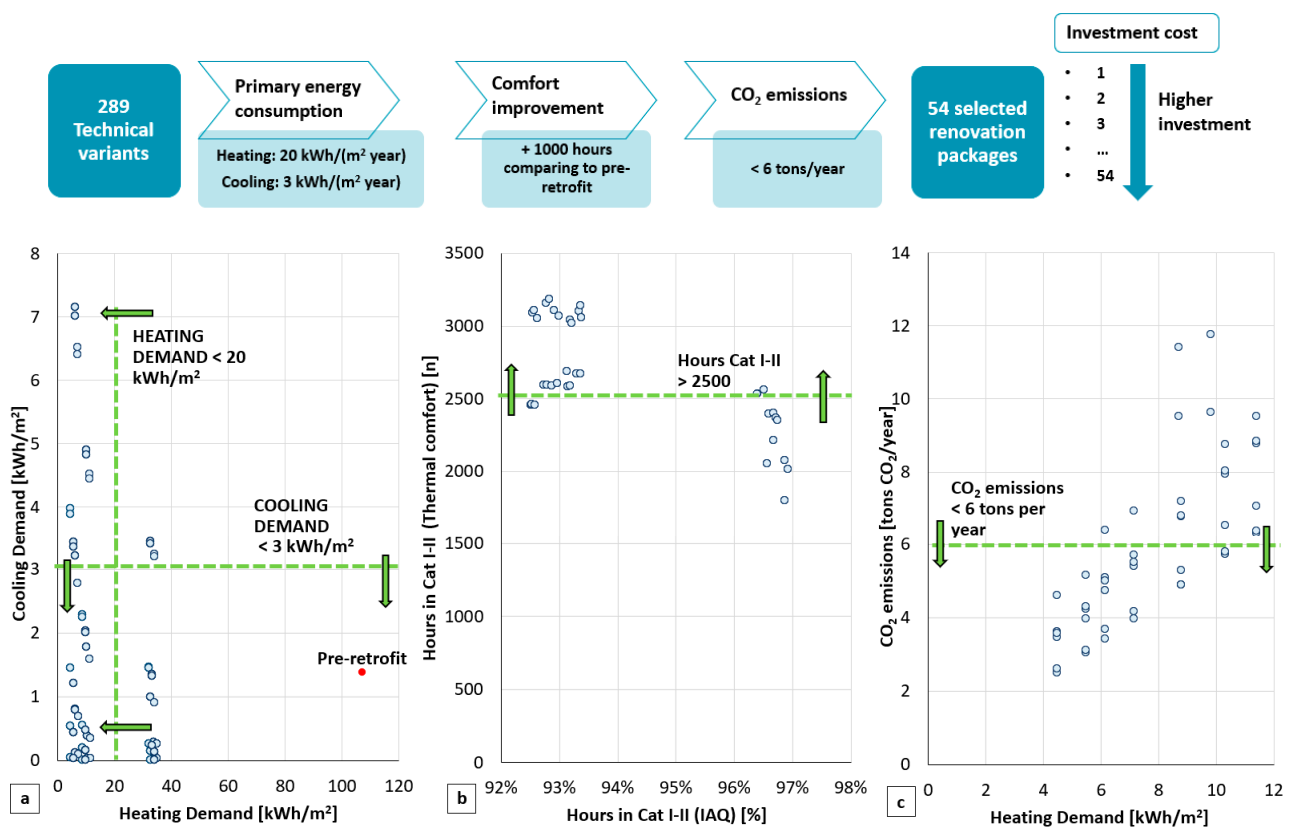 289
Technical
variants
Primary energy
consumption
Heating: 20 kWh/(m² year)
Cooling: 3 kWh/(m² year)
Comfort
improvement
+ 1000 hours
comparing to pre-
retrofit
CO₂ emissions
< 6 tons/year
54 selected
renovation
packages
Investment cost
• 1
• 2
• 3
• …
• 54
Higher
investment
8
7
6
5
4
3
2
1
0
Cooling Demand [kWh/m²]
HEATING
DEMAND < 20
kWh/m²
COOLING
DEMAND
< 3 kWh/m²
Pre-retrofit
0 20 40 60 80 100 120
Heating Demand [kWh/m²]
a
3500
3000
2500
2000
1500
1000
500
0
Hours in Cat I-II (Thermal comfort) [n]
Hours Cat I-II
> 2500
92% 93% 94% 95% 96% 97% 98%
Hours in Cat I-II (IAQ) [%]
b
14
12
10
8
6
4
2
0
CO₂ emissions [tons CO₂/year]
CO₂ emissions
< 6 tons per
year
0 2 4 6 8 10 12
Heating Demand [kWh/m²]
c